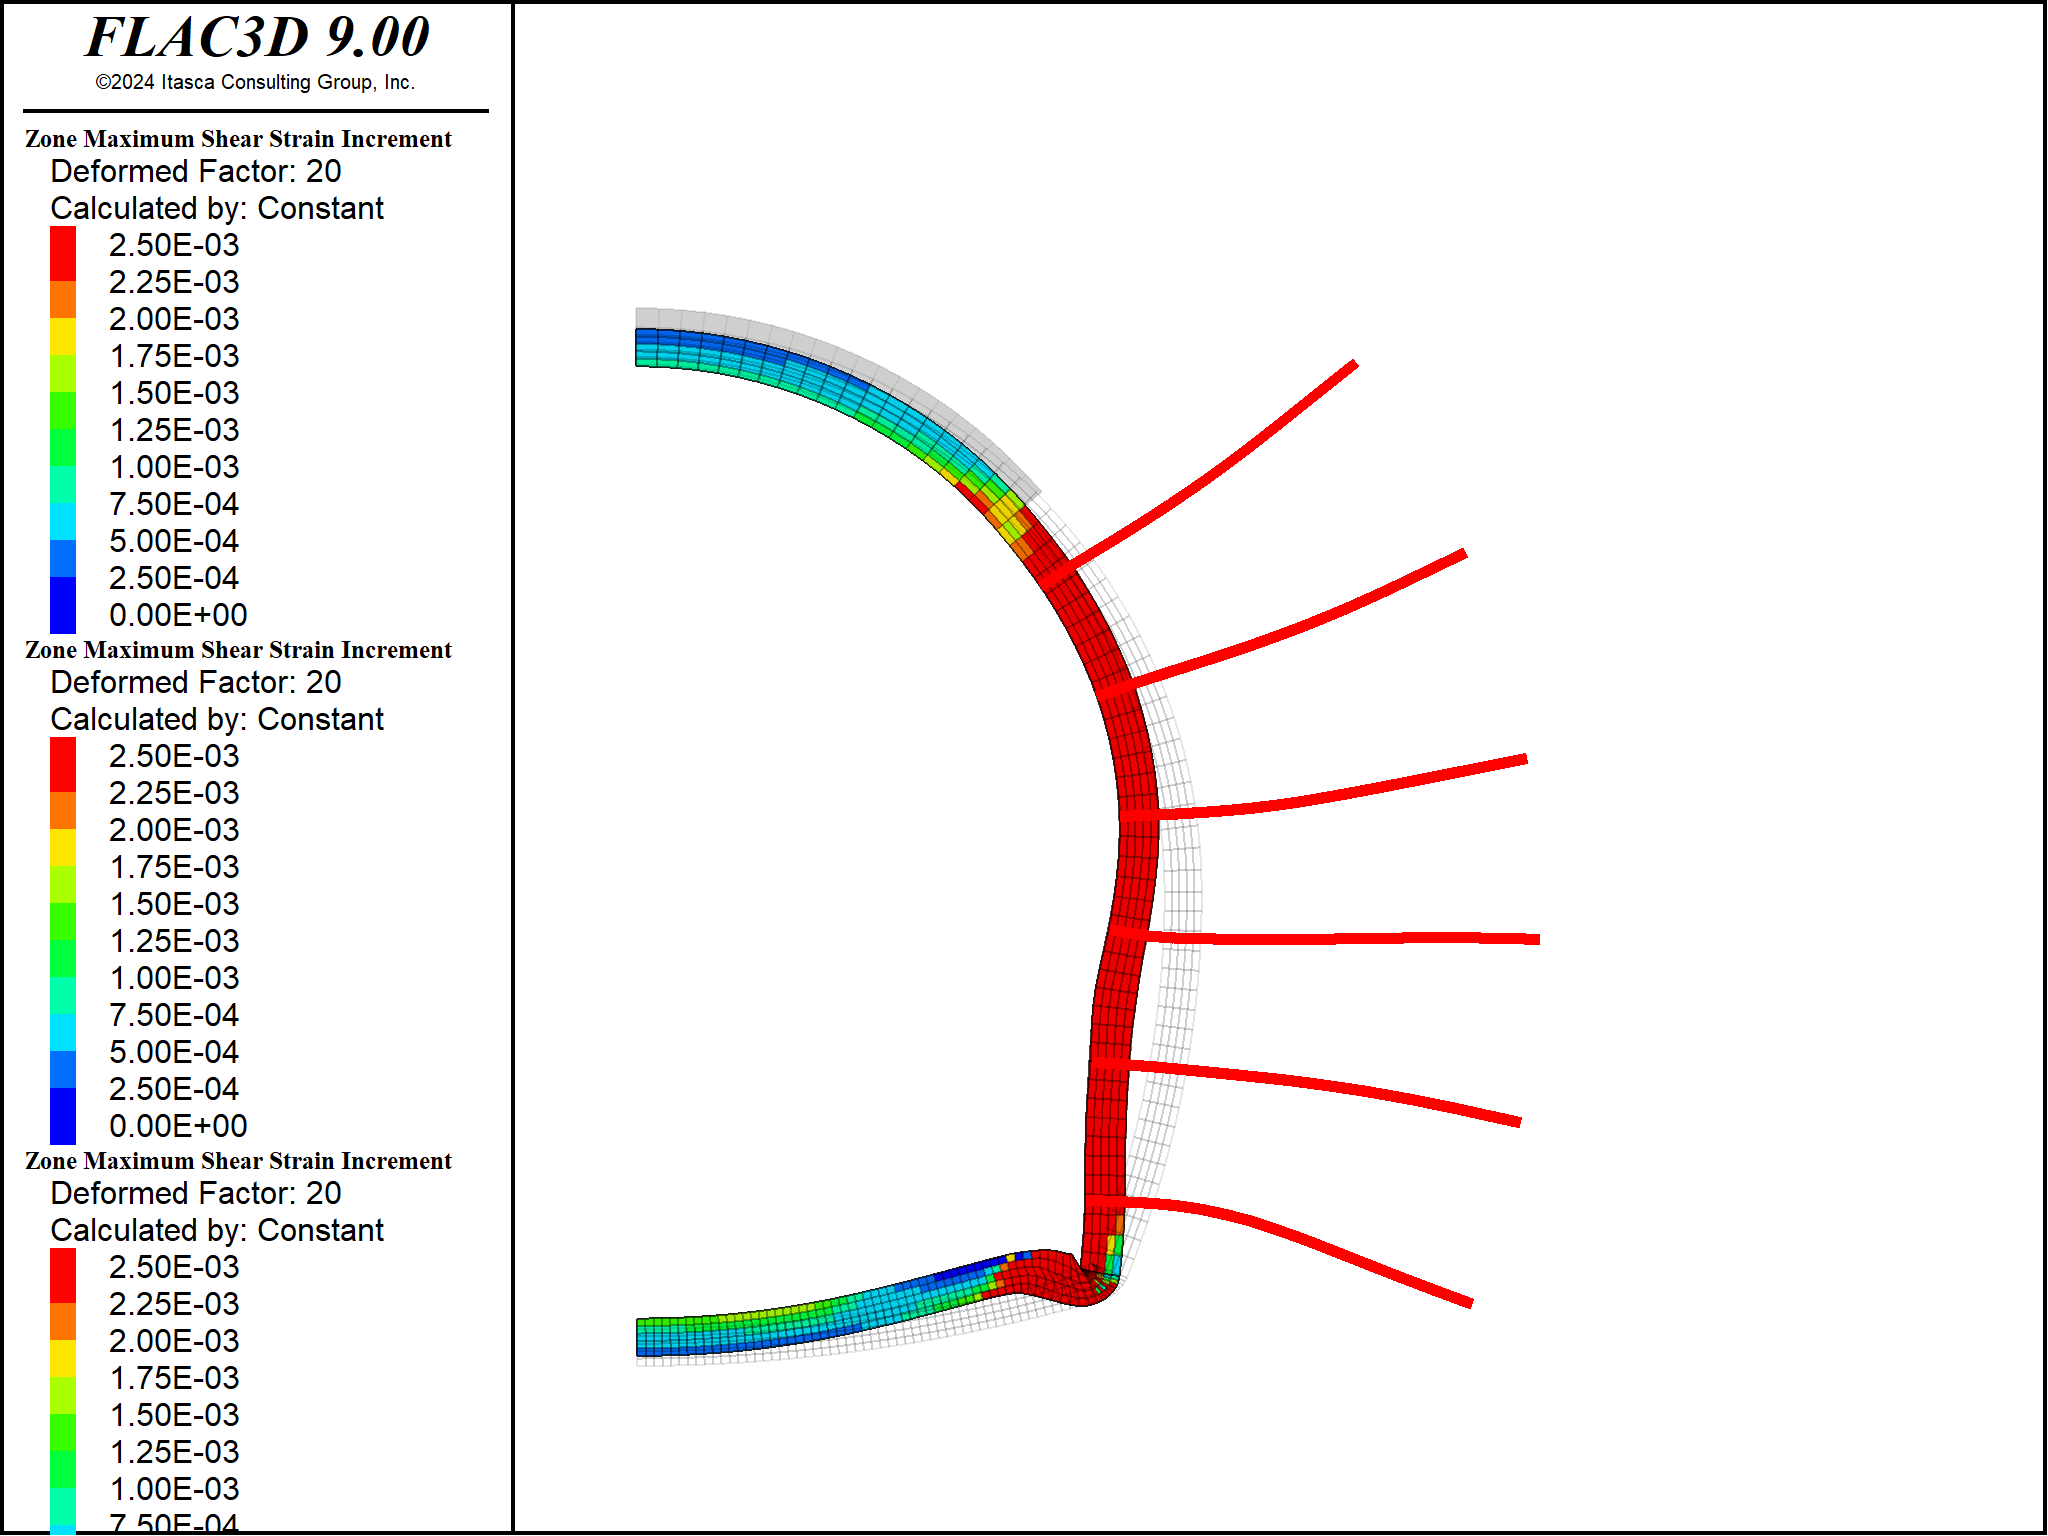 FLAC3D 9.00
©2024 Itasca Consulting Group, Inc.
Zone Maximum Shear Strain Increment
Deformed Factor: 20
Calculated by: Constant
2.50E-03
2.25E-03
2.00E-03
1.75E-03
1.50E-03
1.25E-03
1.00E-03
7.50E-04
5.00E-04
2.50E-04
0.00E+00
Zone Maximum Shear Strain Increment
Deformed Factor: 20
Calculated by: Constant
2.50E-03
2.25E-03
2.00E-03
1.75E-03
1.50E-03
1.25E-03
1.00E-03
7.50E-04
5.00E-04
2.50E-04
0.00E+00
Zone Maximum Shear Strain Increment
Deformed Factor: 20
Calculated by: Constant
2.50E-03
2.25E-03
2.00E-03
1.75E-03
1.50E-03
1.25E-03
1.00E-03
7.50E-04